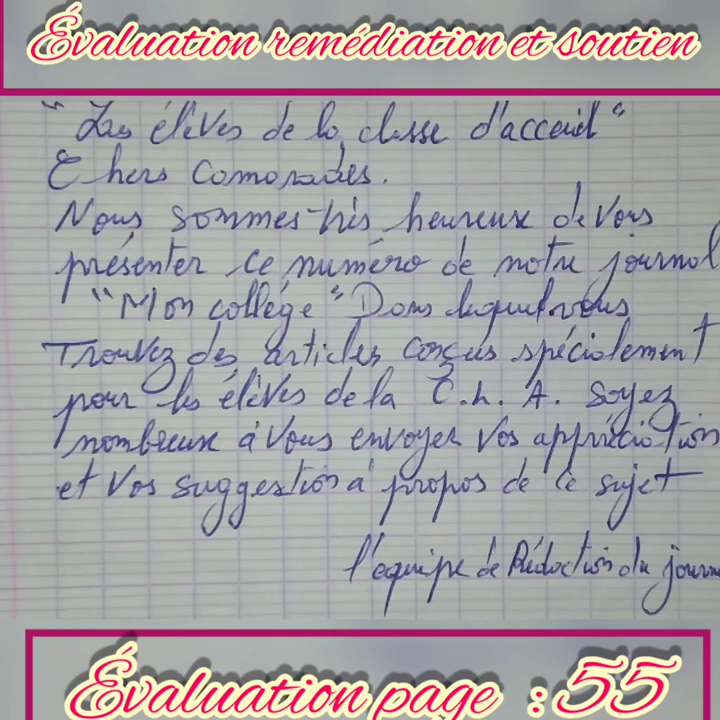 Évaluation remédiation et soutien
" Les élèves de la classe d'acceuil "
Chers Comarades.
Nous sommes très heureux de vous
présenter ce numéro de notre journal
"Mon collège" Dans lequel vous
Trouvez des articles conçus spécialement
pour les élèves de la C.L.A. soyez
nombreux à vous envoyer vos appréciation
et vos suggestion à propos de ce sujet
l'equipe de Rédaction du journ
Évaluation page : 55